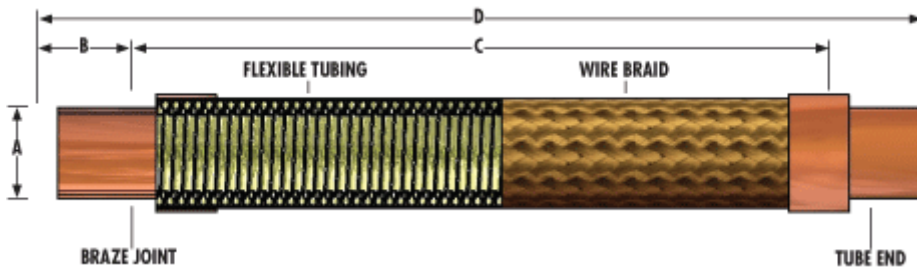 D
B
C
FLEXIBLE TUBING
WIRE BRAID
A
BRAZE JOINT
TUBE END